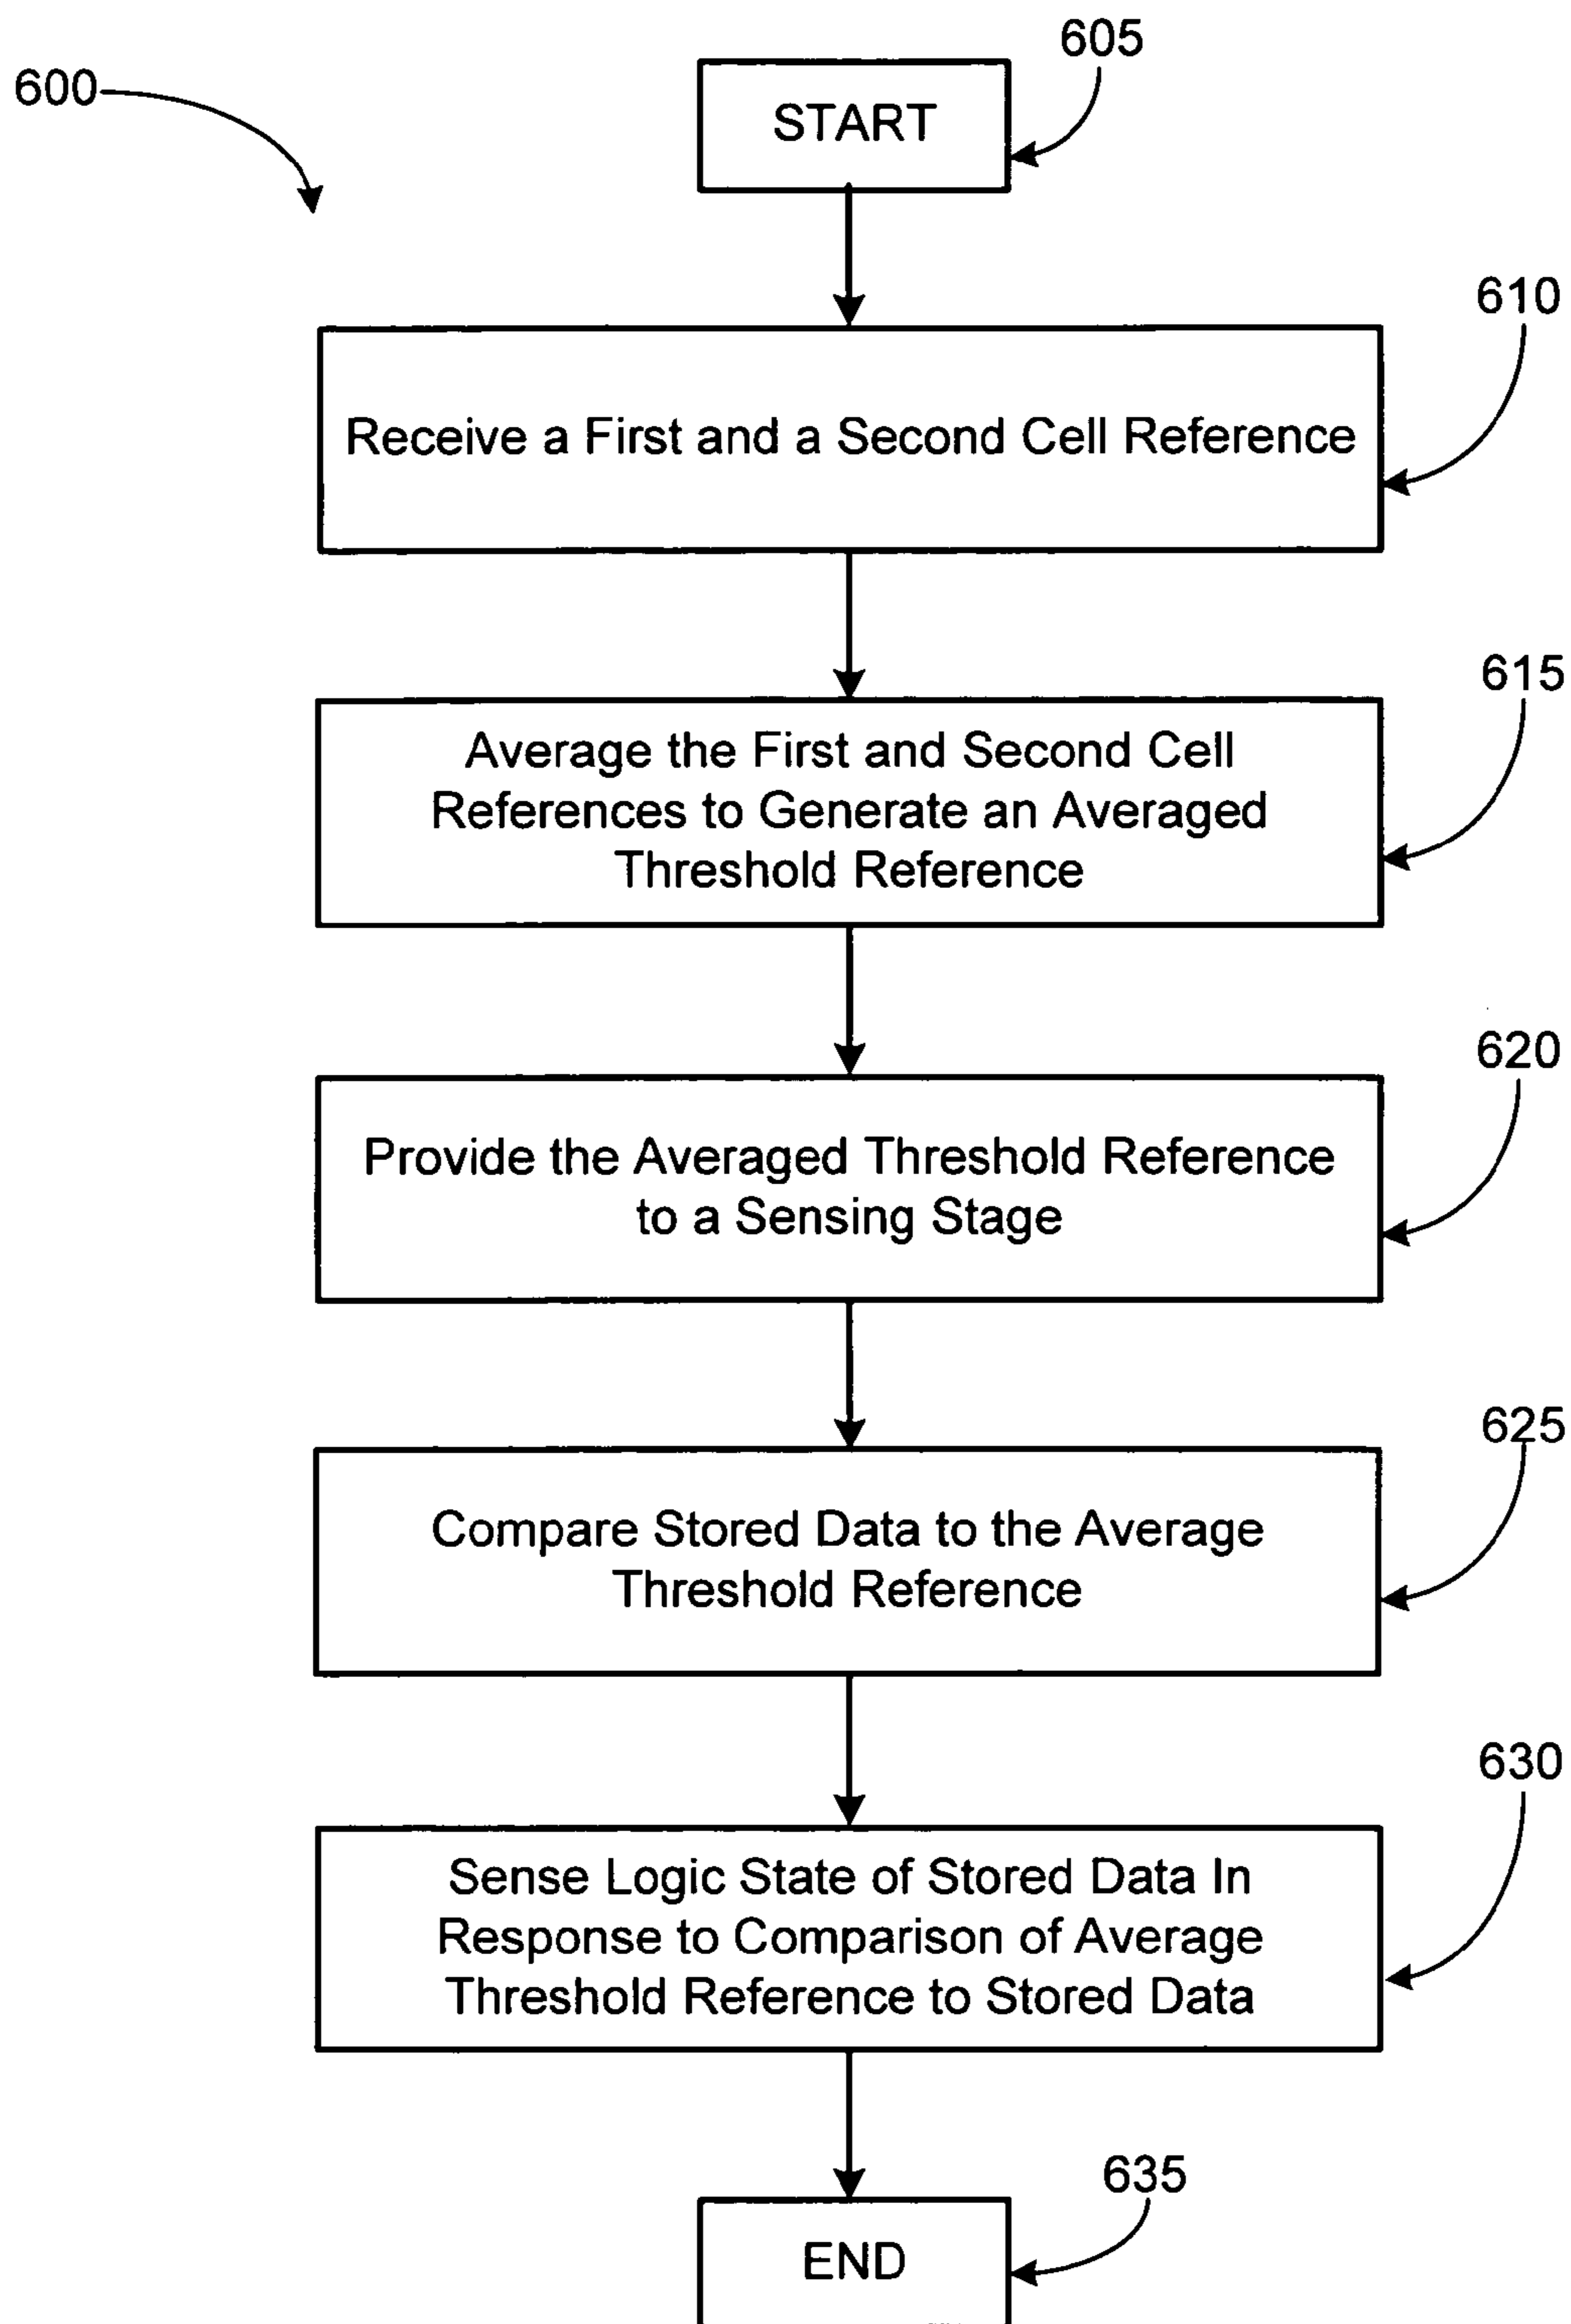 600
605
START
610
Receive a First and a Second Cell Reference
615
Average the First and Second Cell
References to Generate an Averaged
Threshold Reference
620
Provide the Averaged Threshold Reference
to a Sensing Stage
625
Compare Stored Data to the Average
Threshold Reference
630
Sense Logic State of Stored Data In
Response to Comparison of Average
Threshold Reference to Stored Data
635
END